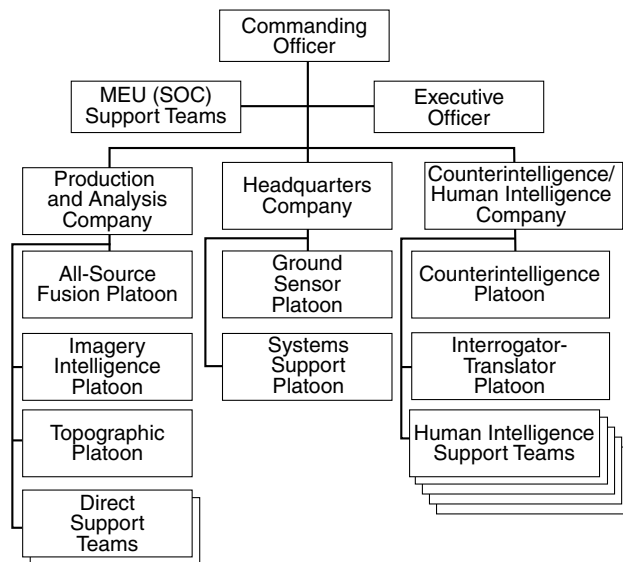 Commanding
Officer
MEU (SOC)
Support Teams
Executive
Officer
Production
and Analysis
Company
Headquarters
Company
Counterintelligence/
Human Intelligence
Company
All-Source
Fusion Platoon
Ground
Sensor
Platoon
Counterintelligence
Platoon
Imagery
Intelligence
Platoon
Systems
Support
Platoon
Interrogator-
Translator
Platoon
Topographic
Platoon
Human Intelligence
Support Teams
Direct
Support
Teams